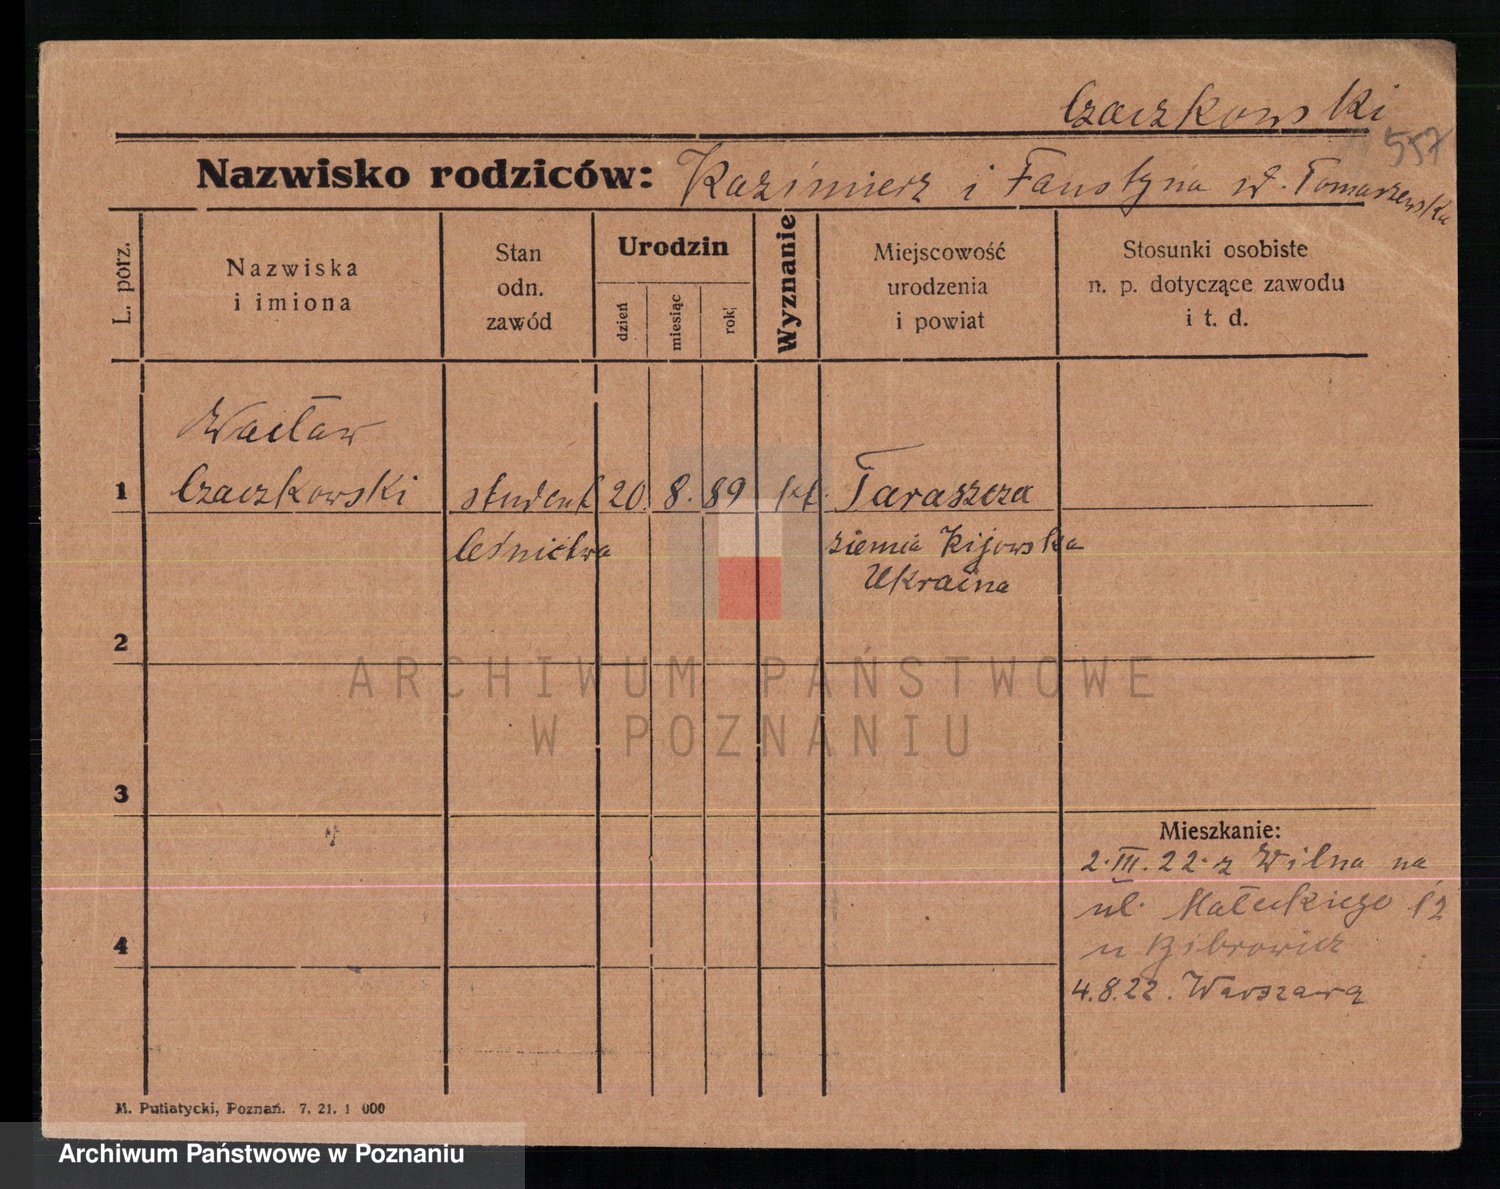 Czaczkowski
557
Nazwisko rodziców: Kazimierz i Faustyna d. Tomaszewska
L. porz.
Nazwiska
i imiona
Stan
odn.
zawód
Urodzin
dzień
miesiąc
rok
Wyznanie
Miejscowość
urodzenia
i powiat
Stosunki osobiste
n. p. dotyczące zawodu
i t. d.
Wacław
1 Czaczkowski student 20. 8. 89 kt. Taraszcza
leśnictwa ziemia Kijowska
Ukraina
2
ARCHIWUM PAŃSTWOWE
W POZNANIU
3
Mieszkanie:
2.III.22. z Wilna na
ul. Małeckiego 12
4
u Bibrowicz
4.8.22. Warszawa
M. Putiatycki, Poznań. 7. 21. 1 000
Archiwum Państwowe w Poznaniu